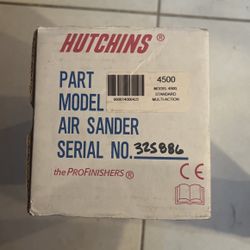 HUTCHINS®
PART
MODEL
4500
MODEL 4500
STANDARD
MULTI-ACTION
AIR SANDER
SERIAL NO. 325886
the PROFINISHERS®
CE